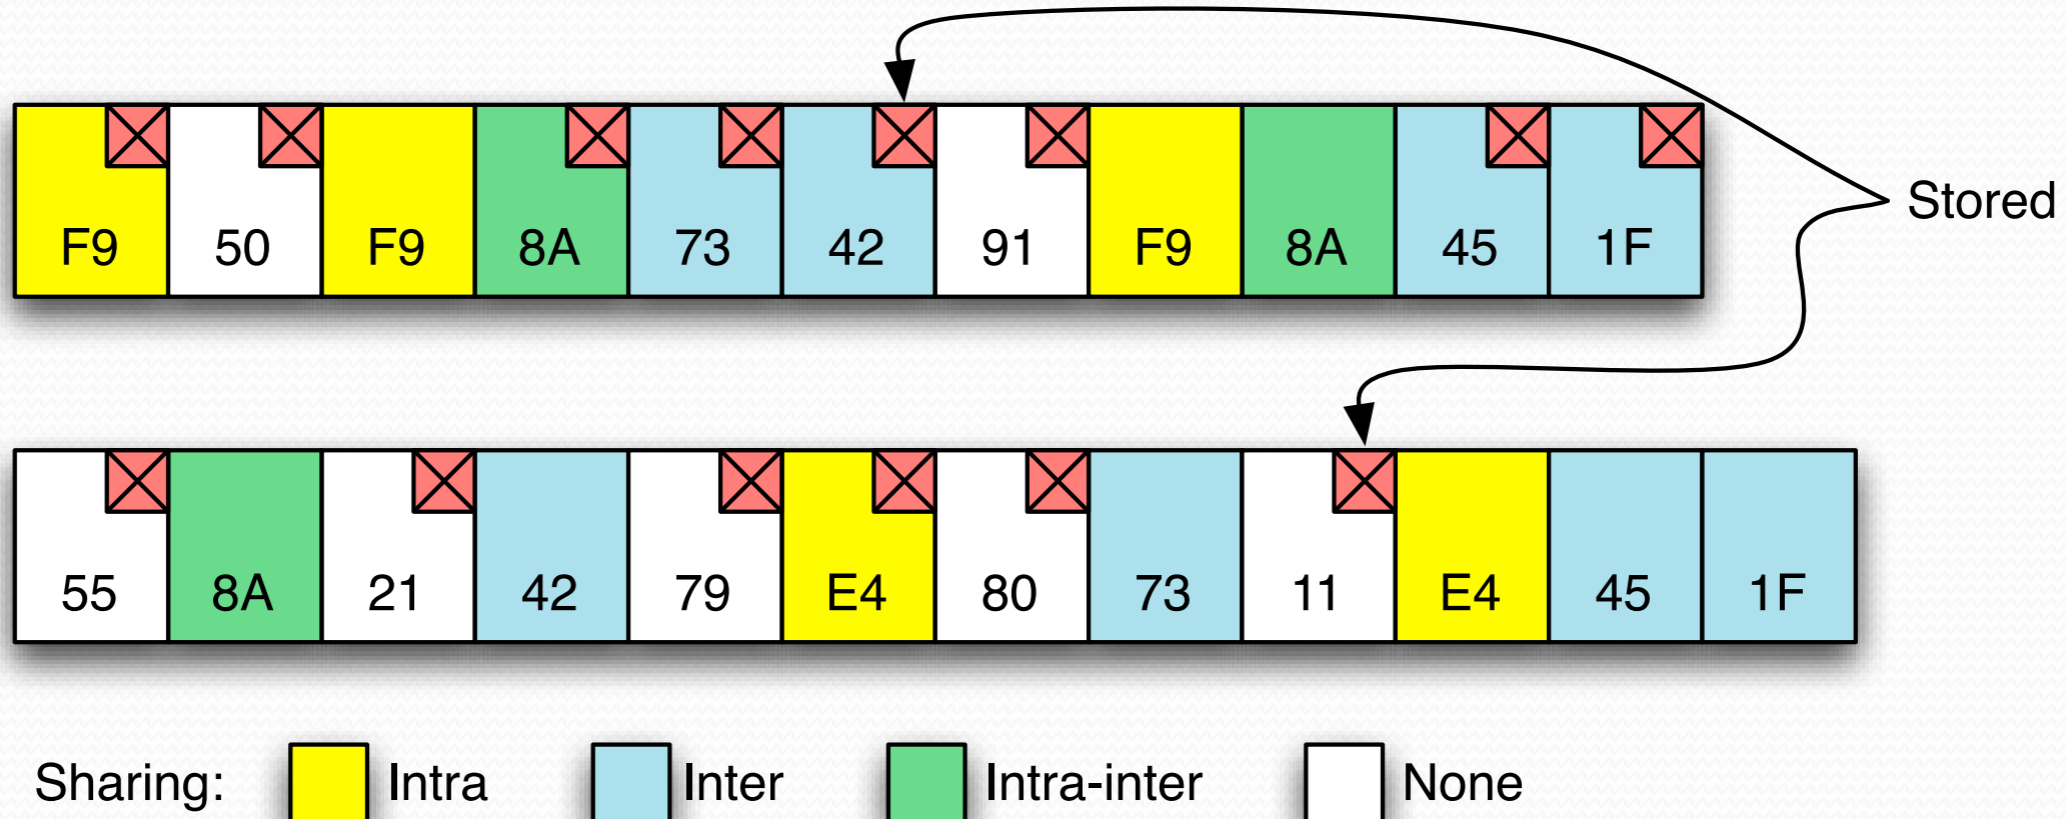 Stored
F9 50 F9 8A 73 42 91 F9 8A 45 1F
55 8A 21 42 79 E4 80 73 11 E4 45 1F
Sharing: Intra Inter Intra-inter None